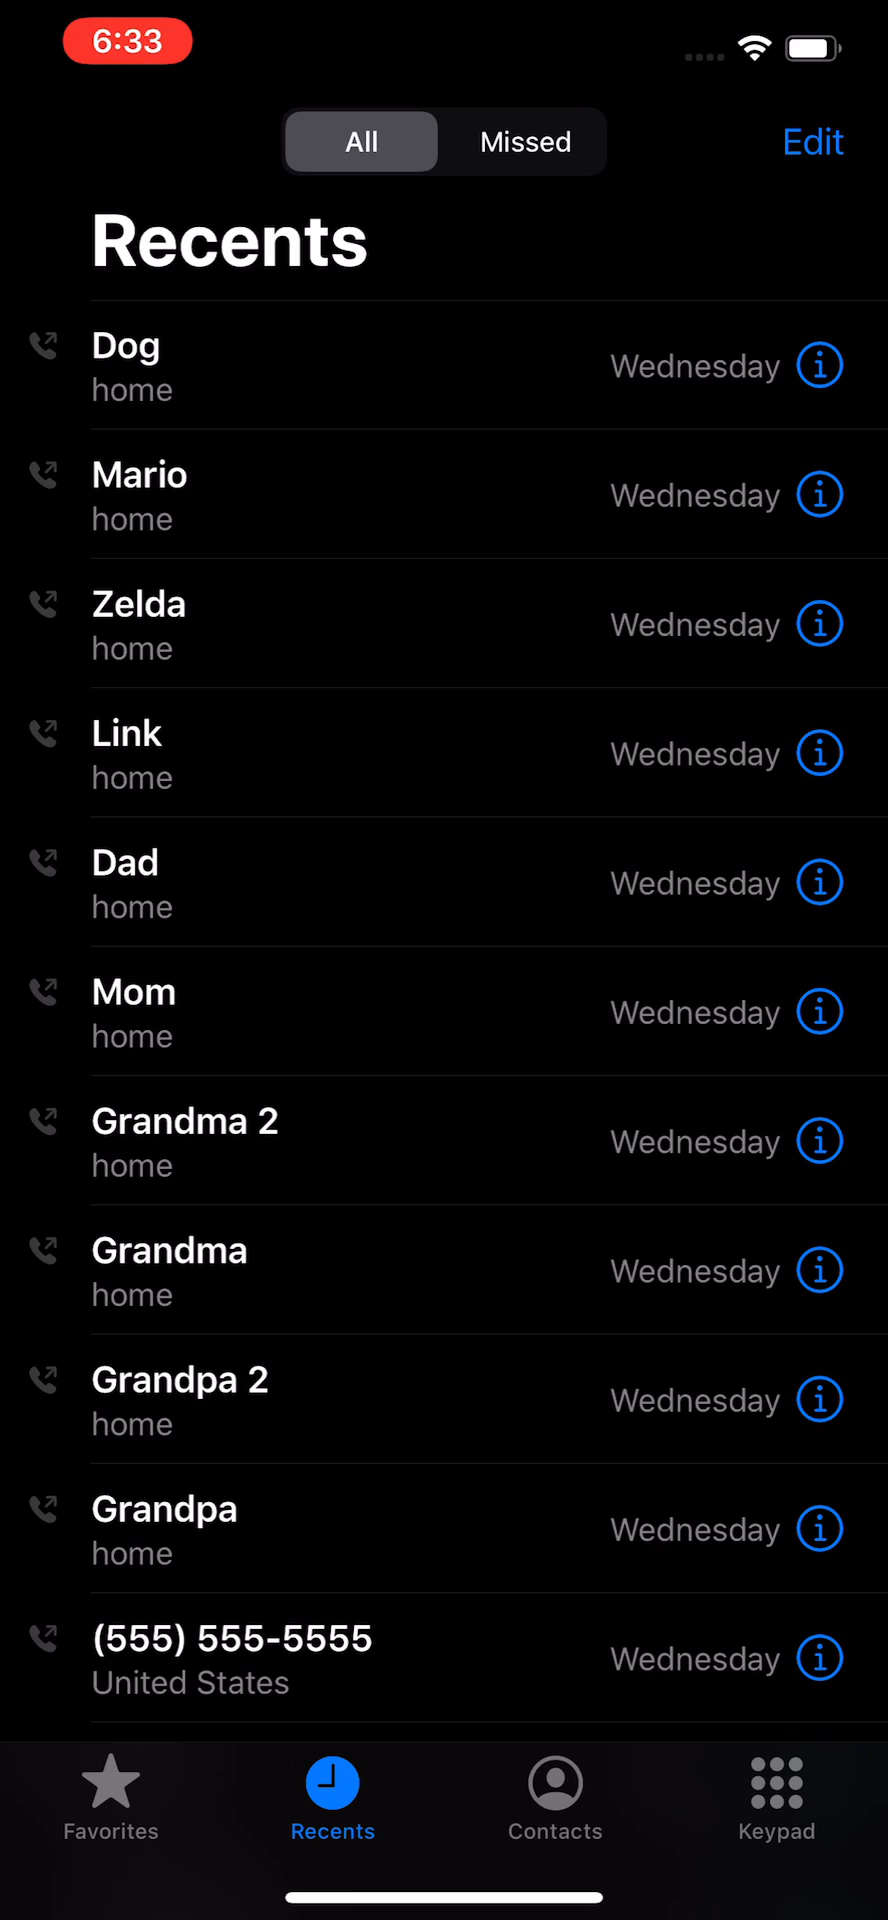 6:33
All Missed Edit
Recents
Dog
home
Wednesday
Mario
home
Wednesday
Zelda
home
Wednesday
Link
home
Wednesday
Dad
home
Wednesday
Mom
home
Wednesday
Grandma 2
home
Wednesday
Grandma
home
Wednesday
Grandpa 2
home
Wednesday
Grandpa
home
Wednesday
(555) 555-5555
United States
Wednesday
Favorites Recents Contacts Keypad